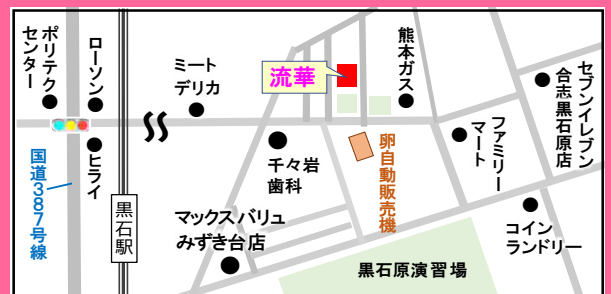 ポリテク
センター
ローソン
ヒライ
国道387号線
黒石駅
ミート
デリカ
流華
熊本ガス
千々岩
歯科
卵自動販売機
マックスバリュ
みずき台店
ファミリー
マート
セブンイレブン
合志黒石原店
コイン
ランドリー
黒石原演習場